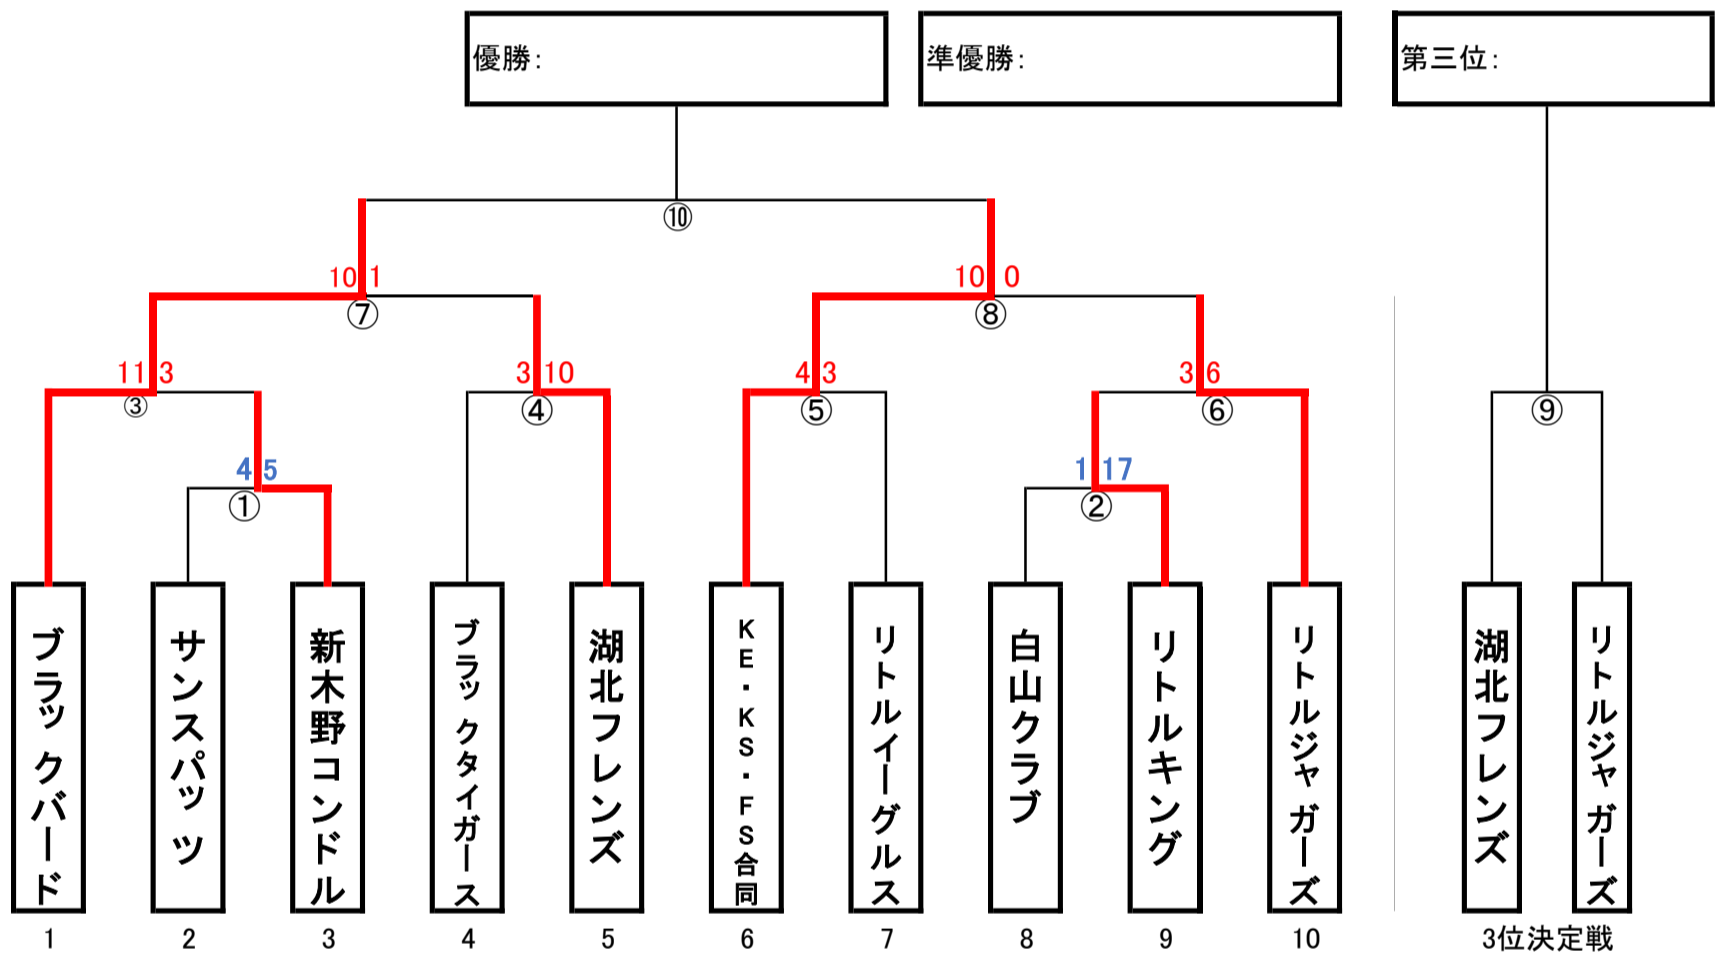 優勝：
準優勝：
第三位：
⑩
10 1
10 0
⑦
⑧
11 3
3 10
4 3
3 6
③
④
⑤
⑥
⑨
4 5
1 17
①
②
ブラックバード
サンスパッツ
新木野コンドル
ブラックタイガース
湖北フレンズ
KE・KS・FS合同
リトルイーグルス
白山クラブ
リトルキング
リトルジャガーズ
湖北フレンズ
リトルジャガーズ
1 2 3 4 5 6 7 8 9 10 3位決定戦